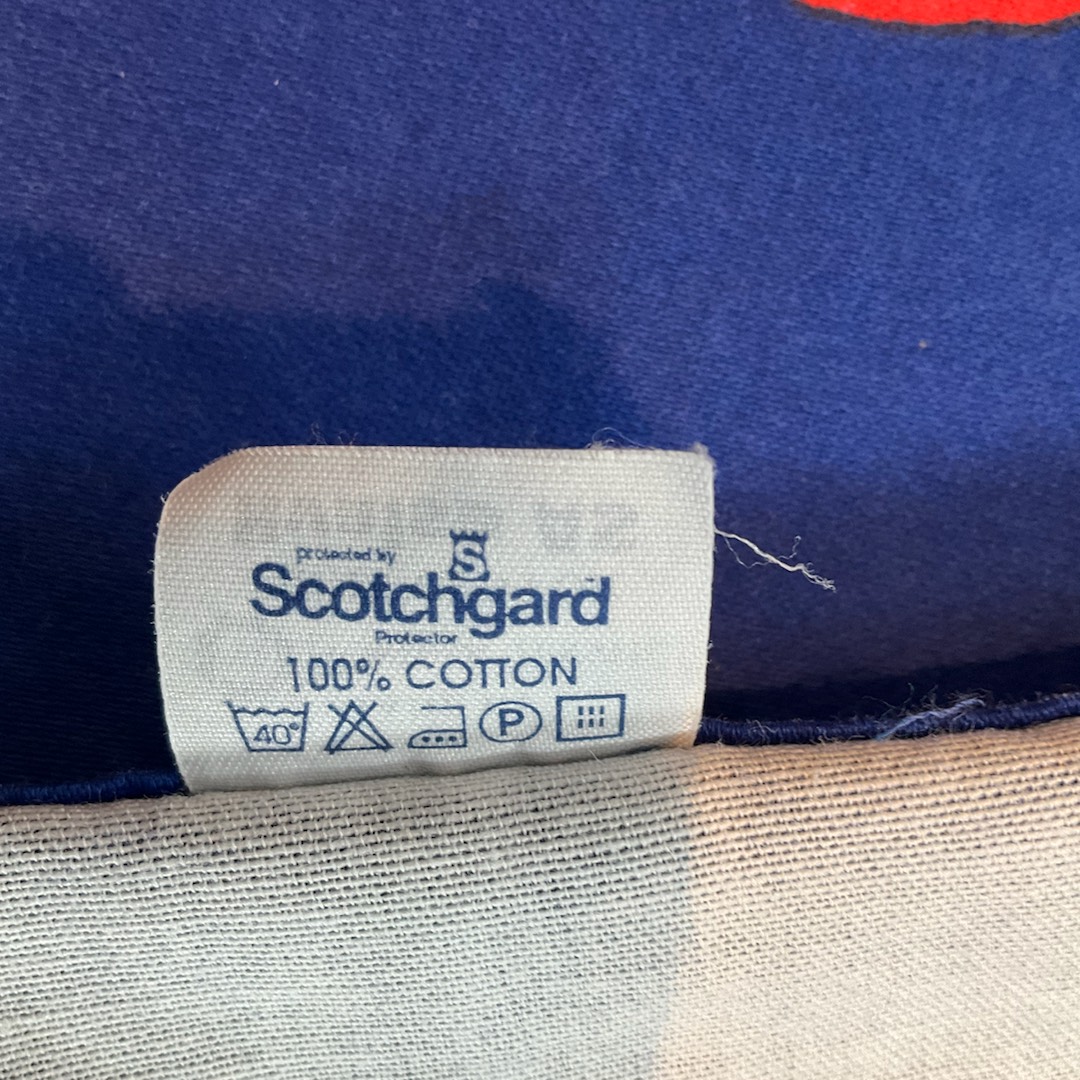 protected by
S
Scotchgard
Protector
100% COTTON
40° P